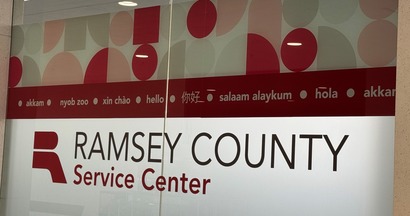 akkam • nyob zoo • xin chào • hello • 你好 • salaam alaykum • hola • akkam
RAMSEY COUNTY
Service Center